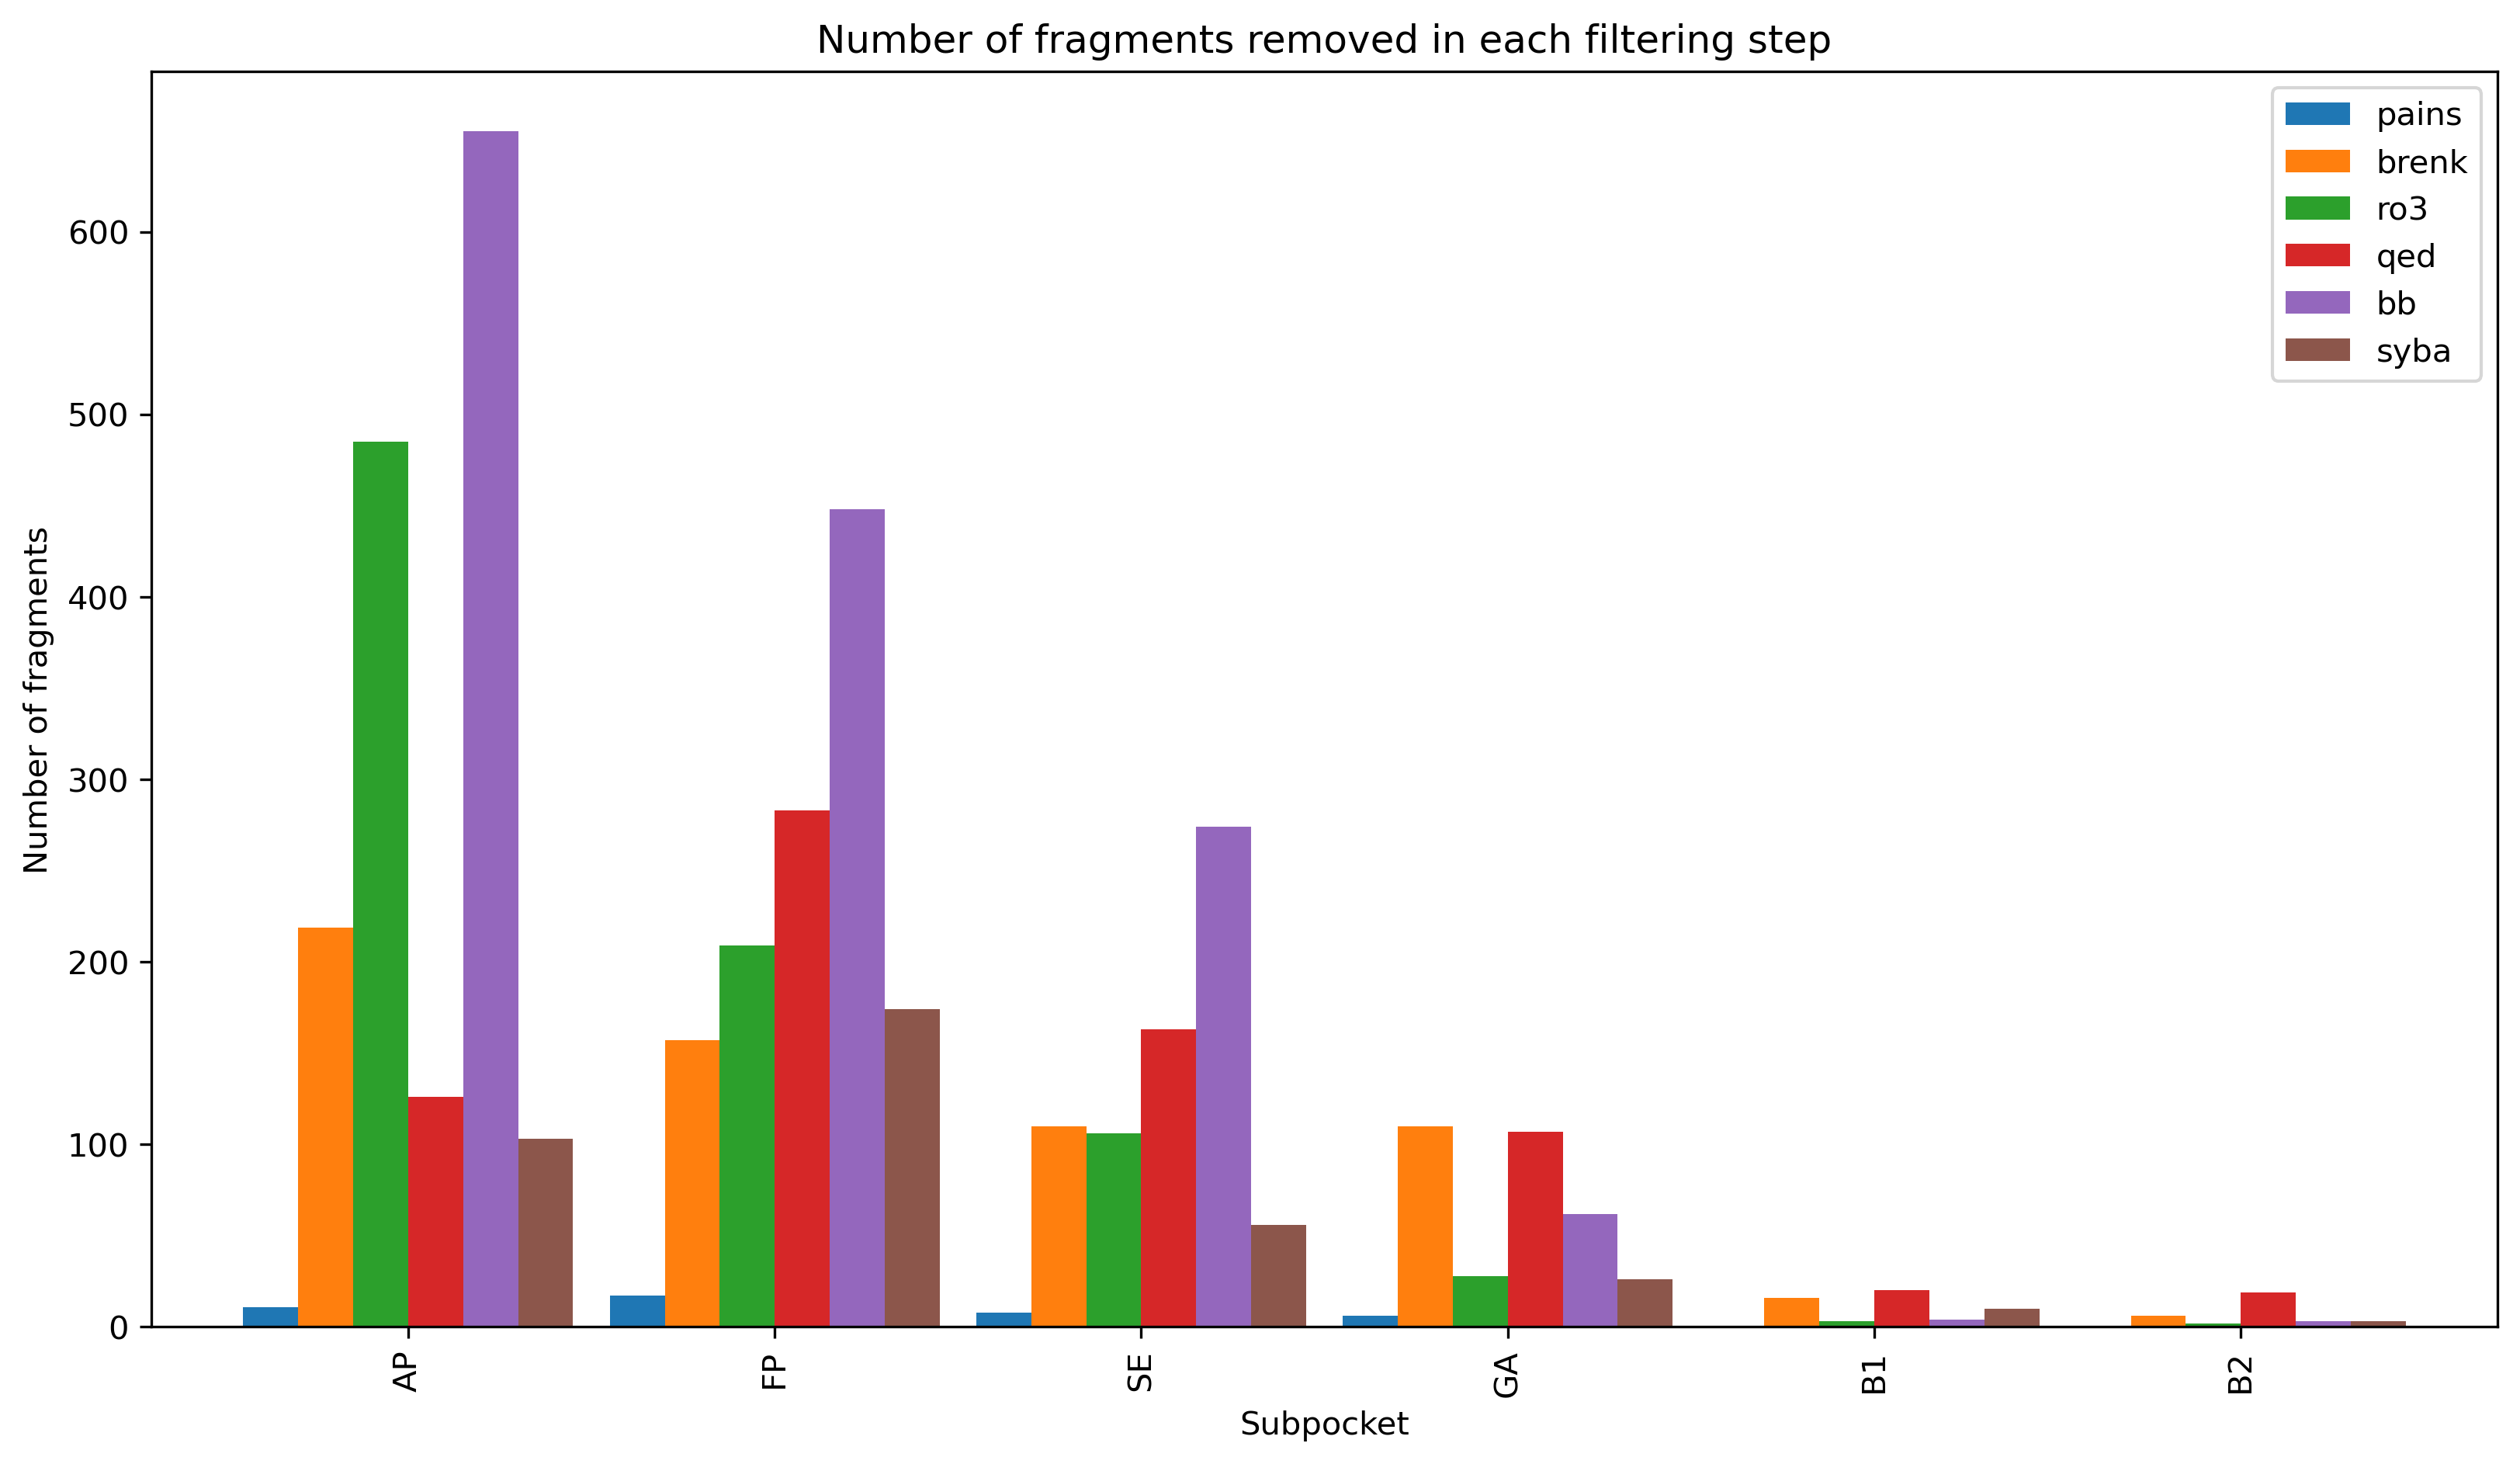 Number of fragments removed in each filtering step
pains
brenk
ro3
qed
bb
syba
Number of fragments
600
500
400
300
200
100
0
AP
FP
SE
GA
B1
B2
Subpocket